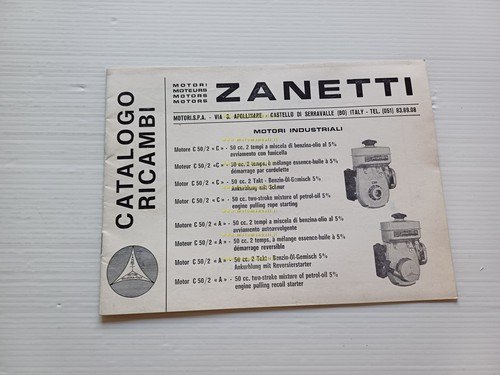 CATALOGO
RICAMBI
MOTORI
MOTEURS
MOTORS
MOTORS
ZANETTI
MOTORI S.P.A. - VIA S. APOLLINARE, - CASTELLO DI SERRAVALLE (BO) ITALY - TEL. (051) 83.69.08
MOTORI INDUSTRIALI
Motore C 50/2 « C » - 50 cc. 2 tempi a miscela di benzina-olio al 5%
avviamento con funicella
Moteur C 50/2 « C » - 50 cc. 2 temps, à mélange essence-huile à 5%
démarrage par cordelette
Motor C 50/2 « C » - 50 cc. 2 Takt - Benzin-Öl-Gemisch 5%
Ankurblung mit Schnur
Motor C 50/2 « C » - 50 cc. two-stroke mixture of petrol-oil 5%
engine pulling rope starting
Motore C 50/2 « A » - 50 cc. 2 tempi a miscela di benzina-olio al 5%
avviamento autoavvolgente
Moteur C 50/2 « A » - 50 cc. 2 temps, à mélange essence-huile à 5%
démarrage reversible
Motor C 50/2 « A » - 50 cc. 2 Takt - Benzin-Öl-Gemisch 5%
Ankurblung mit Reversierstarter
Motor C 50/2 « A » - 50 cc. two-stroke mixture of petrol-oil 5%
engine pulling recoil starter